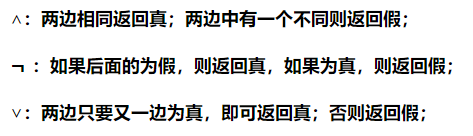 ∧：两边相同返回真；两边中有一个不同则返回假；
¬ ：如果后面的为假，则返回真，如果为真，则返回假；
∨：两边只要又一边为真，即可返回真；否则返回假；